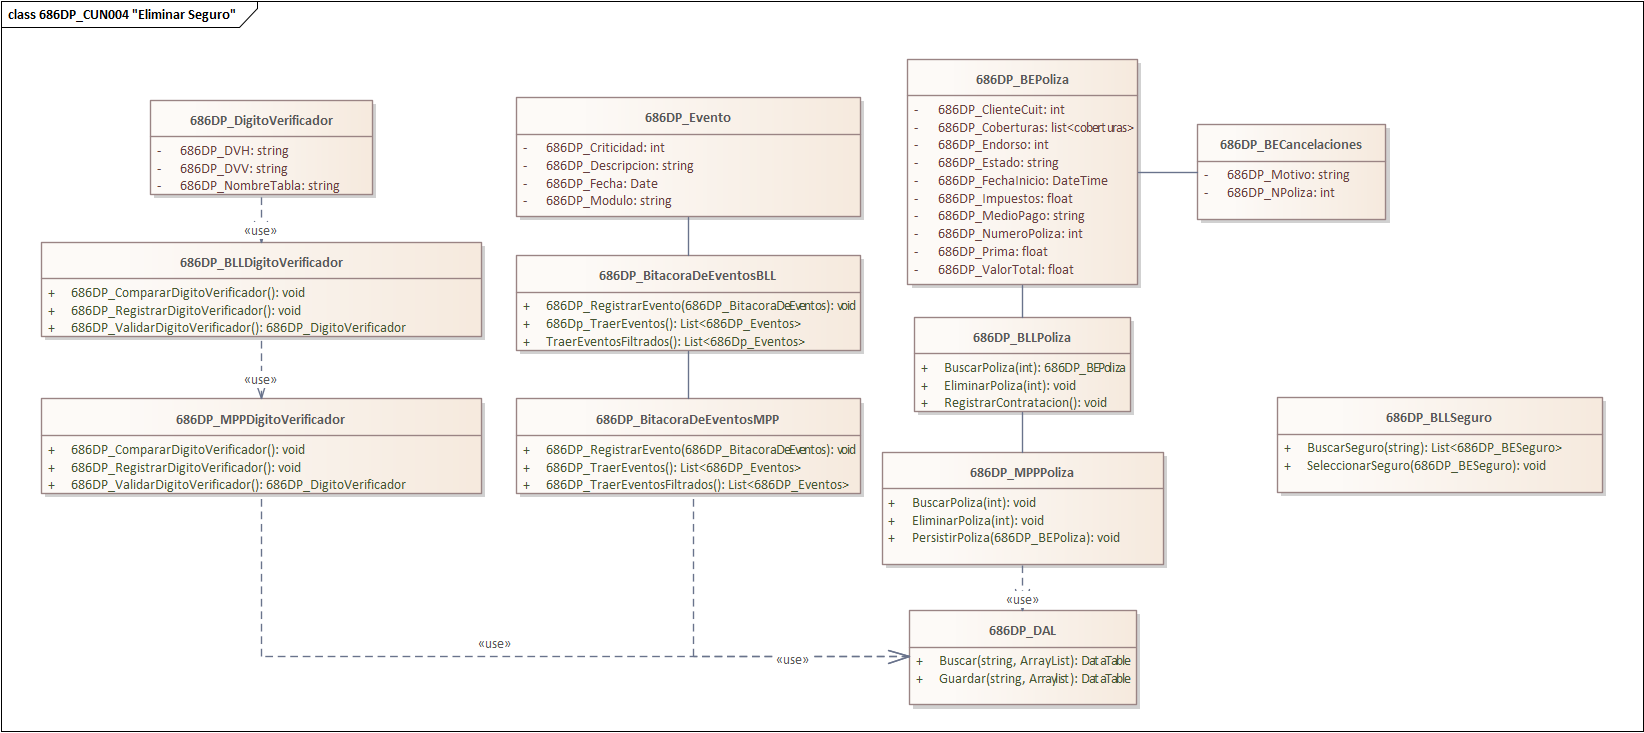 class 686DP_CUN004 "Eliminar Seguro"
686DP_DigitoVerificador
- 686DP_DVH: string
- 686DP_DVV: string
- 686DP_NombreTabla: string
«use»
686DP_BLLDigitoVerificador
+ 686DP_CompararDigitoVerificador(): void
+ 686DP_RegistrarDigitoVerificador(): void
+ 686DP_ValidarDigitoVerificador(): 686DP_DigitoVerificador
«use»
686DP_MPPDigitoVerificador
+ 686DP_CompararDigitoVerificador(): void
+ 686DP_RegistrarDigitoVerificador(): void
+ 686DP_ValidarDigitoVerificador(): 686DP_DigitoVerificador
«use»
686DP_Evento
- 686DP_Criticidad: int
- 686DP_Descripcion: string
- 686DP_Fecha: Date
- 686DP_Modulo: string
686DP_BitacoraDeEventosBLL
+ 686DP_RegistrarEvento(686DP_BitacoraDeEventos): void
+ 686Dp_TraerEventos(): List<686DP_Eventos>
+ TraerEventosFiltrados(): List<686Dp_Eventos>
686DP_BitacoraDeEventosMPP
+ 686DP_RegistrarEvento(686DP_BitacoraDeEventos): void
+ 686DP_TraerEventos(): List<686DP_Eventos>
+ 686DP_TraerEventosFiltrados(): List<686DP_Eventos>
«use»
686DP_BEPoliza
- 686DP_ClienteCuit: int
- 686DP_Coberturas: list<coberturas>
- 686DP_Endorso: int
- 686DP_Estado: string
- 686DP_FechaInicio: DateTime
- 686DP_Impuestos: float
- 686DP_MedioPago: string
- 686DP_NumeroPoliza: int
- 686DP_Prima: float
- 686DP_ValorTotal: float
686DP_BECancelaciones
- 686DP_Motivo: string
- 686DP_NPoliza: int
686DP_BLLPoliza
+ BuscarPoliza(int): 686DP_BEPoliza
+ EliminarPoliza(int): void
+ RegistrarContratacion(): void
686DP_MPPPoliza
+ BuscarPoliza(int): void
+ EliminarPoliza(int): void
+ PersistirPoliza(686DP_BEPoliza): void
«use»
686DP_DAL
+ Buscar(string, ArrayList): DataTable
+ Guardar(string, Arraylist): DataTable
686DP_BLLSeguro
+ BuscarSeguro(string): List<686DP_BESeguro>
+ SeleccionarSeguro(686DP_BESeguro): void